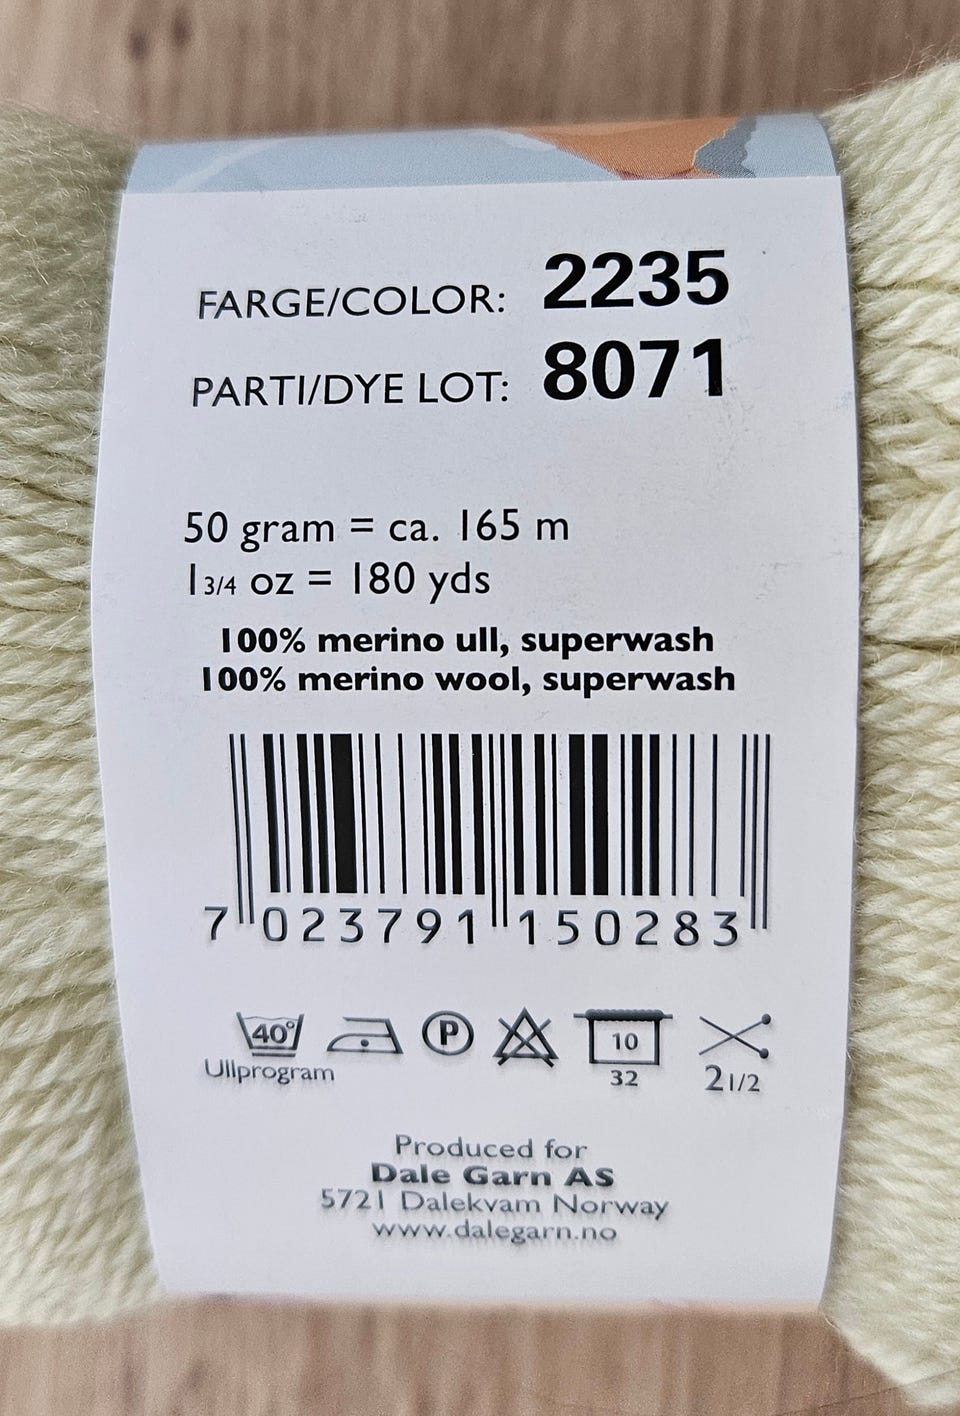 FARGE/COLOR: 2235
PARTI/DYE LOT: 8071
50 gram = ca. 165 m
1 3/4 oz = 180 yds
100% merino ull, superwash
100% merino wool, superwash
7 023791 150283
40° P 10
Ullprogram 32 2 1/2
Produced for
Dale Garn AS
5721 Dalekvam Norway
www.dalegarn.no